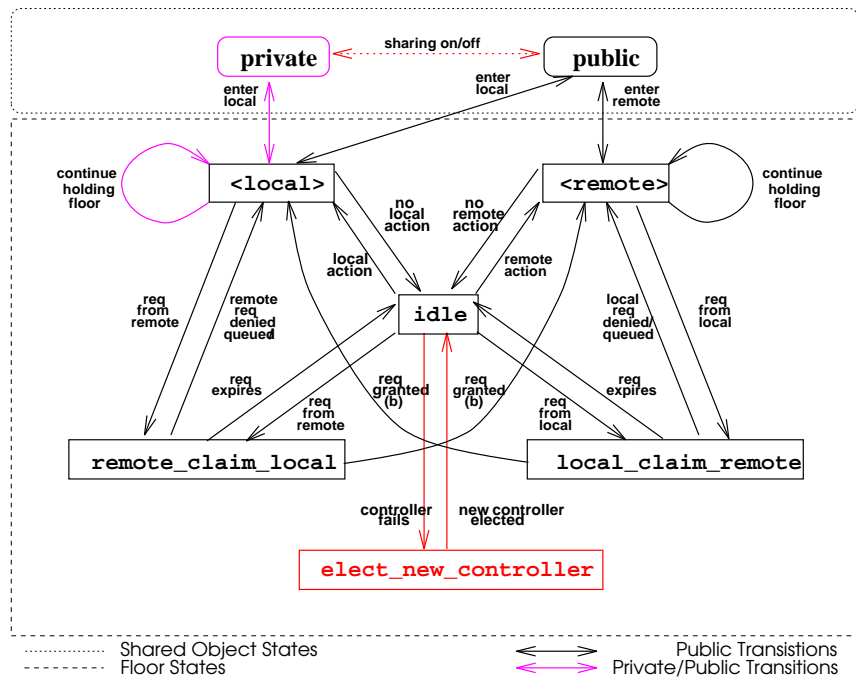 sharing on/off
private
public
enter
local
enter
local
enter
remote
continue
holding
floor
<local>
<remote>
continue
holding
floor
no
local
action
no
remote
action
local
action
remote
action
req
from
remote
remote
req
denied/
queued
idle
local
req
denied/
queued
req
from
local
req
expires
req
granted
(b)
req
granted
(b)
req
expires
req
from
remote
req
from
local
remote_claim_local
local_claim_remote
controller
fails
new controller
elected
elect_new_controller
Shared Object States
Public Transistions
Floor States
Private/Public Transitions